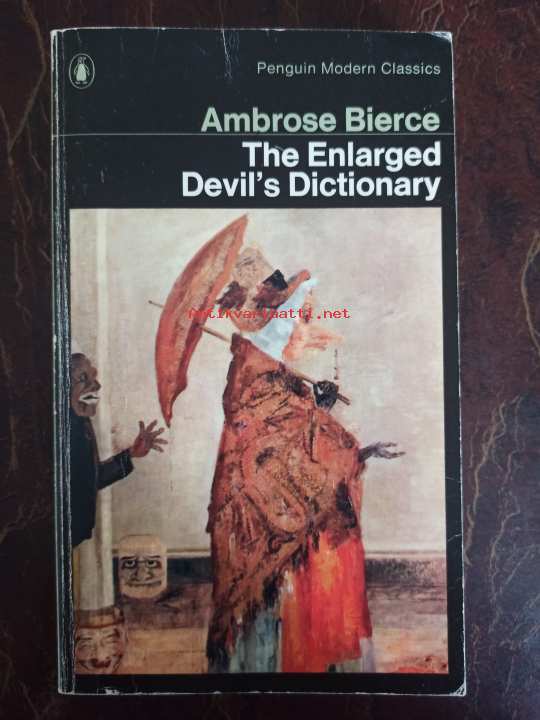 Penguin Modern Classics
Ambrose Bierce
The Enlarged
Devil's Dictionary
Antikvariaatti.net